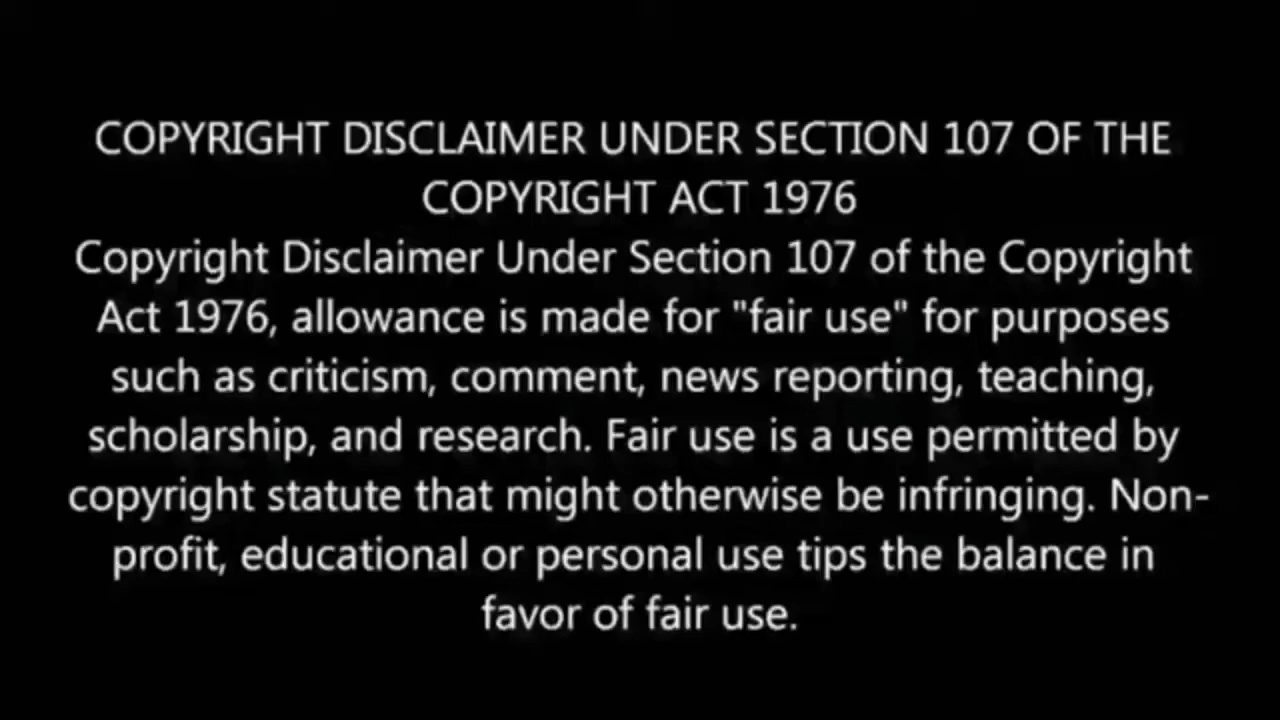 COPYRIGHT DISCLAIMER UNDER SECTION 107 OF THE
COPYRIGHT ACT 1976
Copyright Disclaimer Under Section 107 of the Copyright
Act 1976, allowance is made for "fair use" for purposes
such as criticism, comment, news reporting, teaching,
scholarship, and research. Fair use is a use permitted by
copyright statute that might otherwise be infringing. Non-
profit, educational or personal use tips the balance in
favor of fair use.